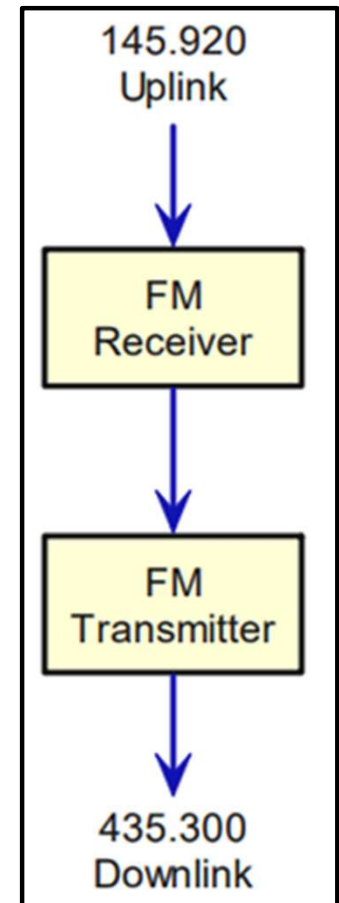 145.920
Uplink
FM
Receiver
FM
Transmitter
435.300
Downlink